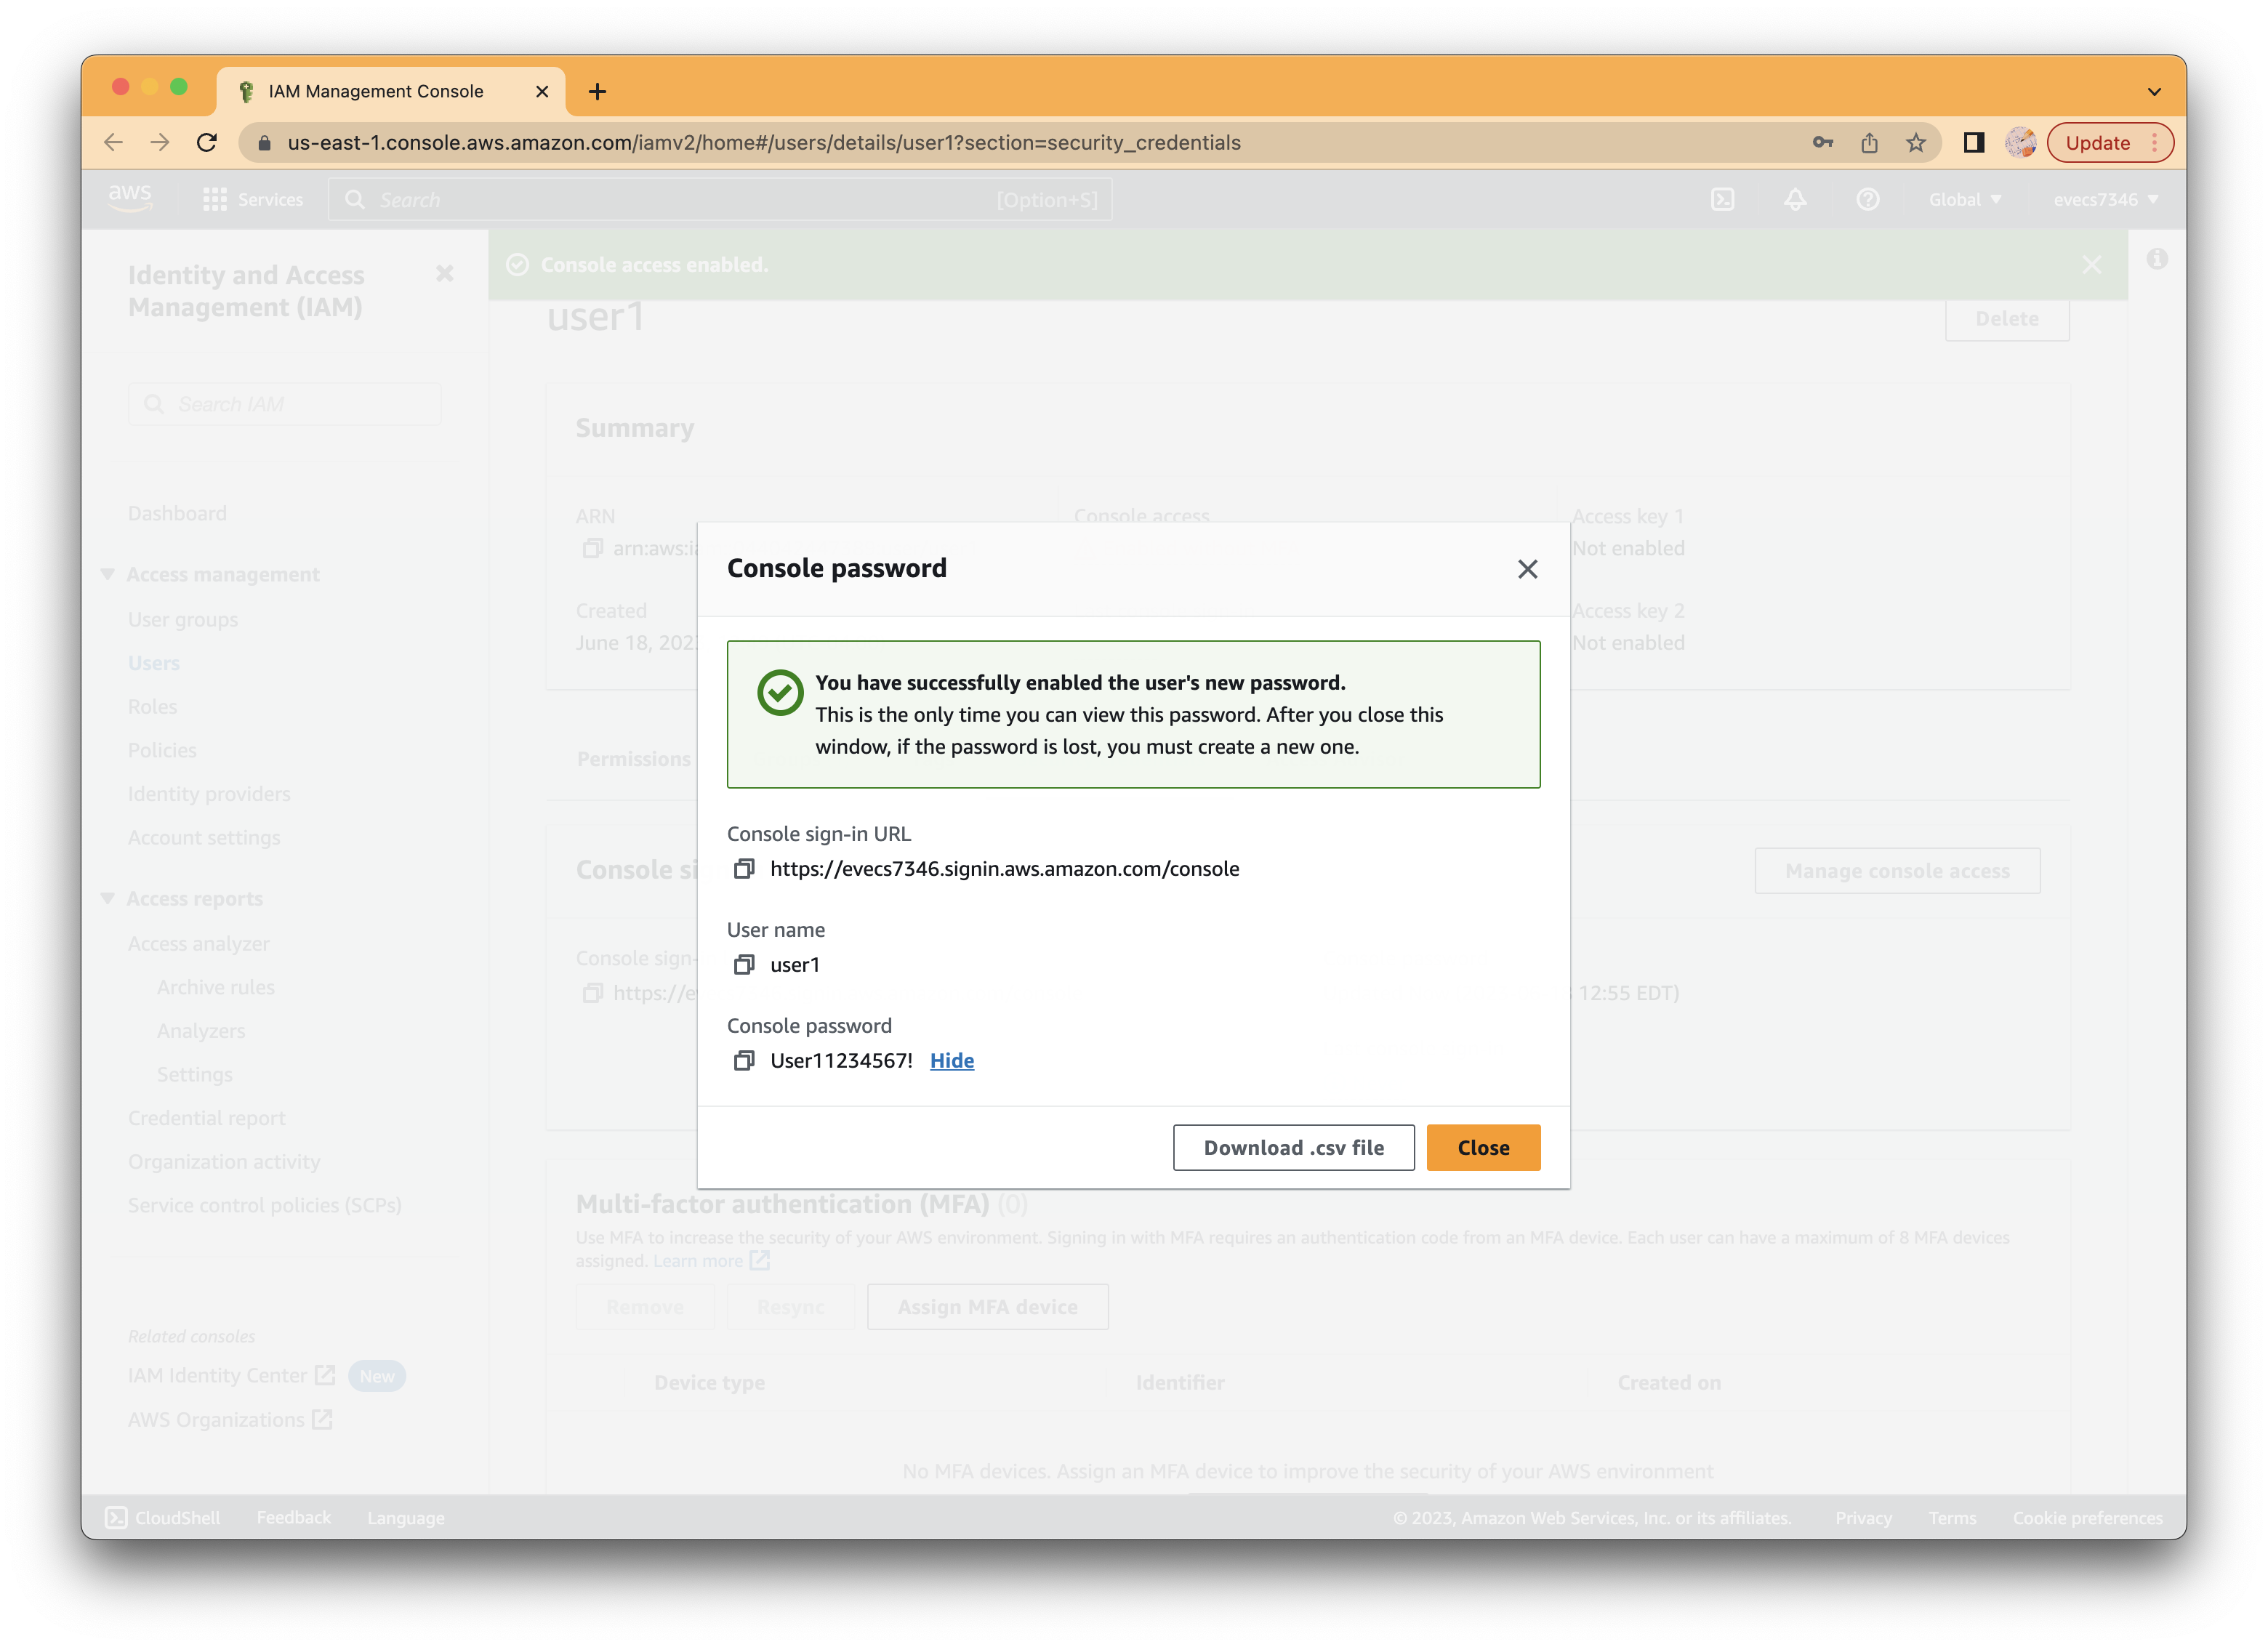 IAM Management Console
us-east-1.console.aws.amazon.com/iamv2/home#/users/details/user1?section=security_credentials
Update
aws
Services
Search
[Option+S]
Global
evecs7346
Identity and Access
Management (IAM)
Search IAM
Dashboard
Access management
User groups
Users
Roles
Policies
Identity providers
Account settings
Access reports
Access analyzer
Archive rules
Analyzers
Settings
Credential report
Organization activity
Service control policies (SCPs)
Related consoles
IAM Identity Center New
AWS Organizations
Console access enabled.
user1
Delete
Summary
ARN
arn:aws:ia
Console access
Access key 1
Not enabled
Created
June 18, 202
Access key 2
Not enabled
Permissions
Console si
Manage console access
Console sign-
https://e
12:55 EDT)
Console password
You have successfully enabled the user's new password.
This is the only time you can view this password. After you close this
window, if the password is lost, you must create a new one.
Console sign-in URL
https://evecs7346.signin.aws.amazon.com/console
User name
user1
Console password
User11234567! Hide
Download .csv file
Close
Multi-factor authentication (MFA) (0)
Use MFA to increase the security of your AWS environment. Signing in with MFA requires an authentication code from an MFA device. Each user can have a maximum of 8 MFA devices
assigned. Learn more
Remove
Resync
Assign MFA device
Device type
Identifier
Created on
No MFA devices. Assign an MFA device to improve the security of your AWS environment
CloudShell
Feedback
Language
© 2023, Amazon Web Services, Inc. or its affiliates.
Privacy
Terms
Cookie preferences